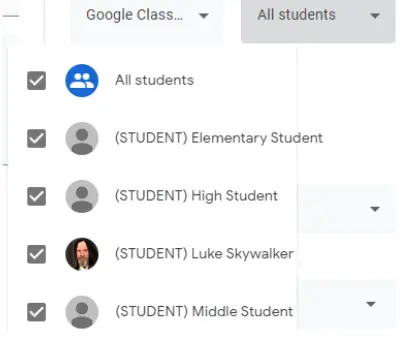 Google Class...
All students
All students
(STUDENT) Elementary Student
(STUDENT) High Student
(STUDENT) Luke Skywalker
(STUDENT) Middle Student